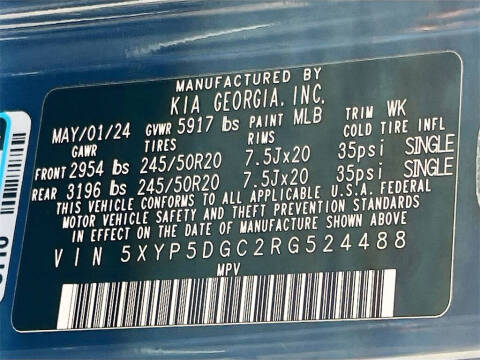 MANUFACTURED BY
KIA GEORGIA, INC.
MAY/01/24 GVWR 5917 lbs PAINT MLB TRIM WK
GAWR TIRES RIMS COLD TIRE INFL
FRONT 2954 lbs 245/50R20 7.5Jx20 35psi SINGLE
REAR 3196 lbs 245/50R20 7.5Jx20 35psi SINGLE
THIS VEHICLE CONFORMS TO ALL APPLICABLE U.S.A. FEDERAL
MOTOR VEHICLE SAFETY AND THEFT PREVENTION STANDARDS
IN EFFECT ON THE DATE OF MANUFACTURE SHOWN ABOVE
VIN 5XYP5DGC2RG524488
MPV